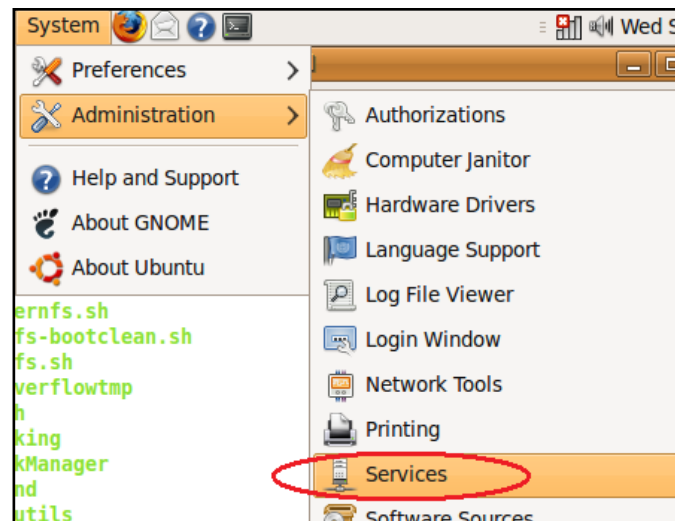 System
Wed S
Preferences
Administration
Help and Support
About GNOME
About Ubuntu
Authorizations
Computer Janitor
Hardware Drivers
Language Support
Log File Viewer
Login Window
Network Tools
Printing
Services
Software Sources
ernfs.sh
fs-bootclean.sh
fs.sh
verflowtmp
h
king
kManager
nd
utils